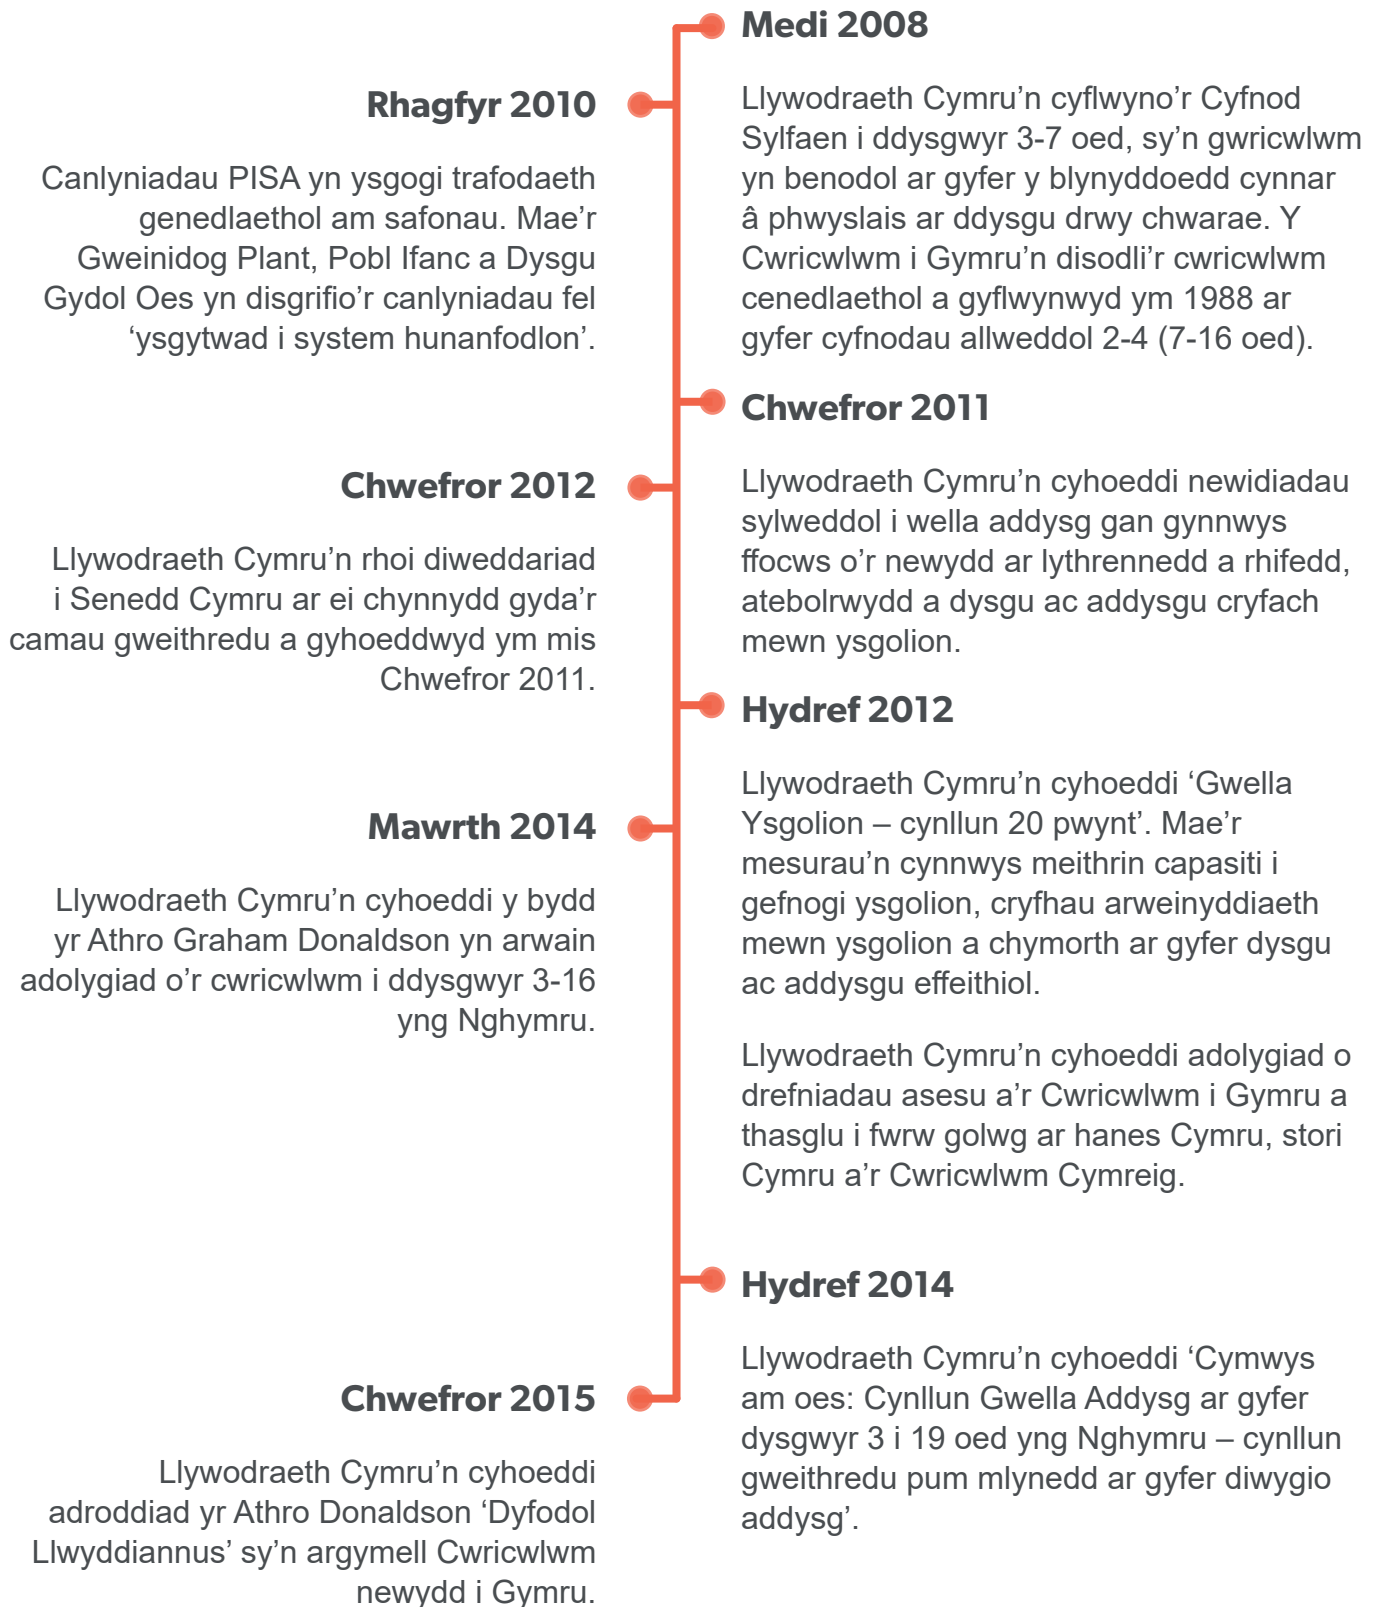 Medi 2008
Llywodraeth Cymru’n cyflwyno’r Cyfnod
Sylfaen i ddysgwyr 3-7 oed, sy’n gwricwlwm
yn benodol ar gyfer y blynyddoedd cynnar
â phwyslais ar ddysgu drwy chwarae. Y
Cwricwlwm i Gymru’n disodli’r cwricwlwm
cenedlaethol a gyflwynwyd ym 1988 ar
gyfer cyfnodau allweddol 2-4 (7-16 oed).
Rhagfyr 2010
Canlyniadau PISA yn ysgogi trafodaeth
genedlaethol am safonau. Mae’r
Gweinidog Plant, Pobl Ifanc a Dysgu
Gydol Oes yn disgrifio’r canlyniadau fel
‘ysgytwad i system hunanfodlon’.
Chwefror 2011
Llywodraeth Cymru’n cyhoeddi newidiadau
sylweddol i wella addysg gan gynnwys
ffocws o’r newydd ar lythrennedd a rhifedd,
atebolrwydd a dysgu ac addysgu cryfach
mewn ysgolion.
Chwefror 2012
Llywodraeth Cymru’n rhoi diweddariad
i Senedd Cymru ar ei chynnydd gyda’r
camau gweithredu a gyhoeddwyd ym mis
Chwefror 2011.
Hydref 2012
Llywodraeth Cymru’n cyhoeddi ‘Gwella
Ysgolion – cynllun 20 pwynt’. Mae’r
mesurau’n cynnwys meithrin capasiti i
gefnogi ysgolion, cryfhau arweinyddiaeth
mewn ysgolion a chymorth ar gyfer dysgu
ac addysgu effeithiol.
Llywodraeth Cymru’n cyhoeddi adolygiad o
drefniadau asesu a’r Cwricwlwm i Gymru a
thasglu i fwrw golwg ar hanes Cymru, stori
Cymru a’r Cwricwlwm Cymreig.
Mawrth 2014
Llywodraeth Cymru’n cyhoeddi y bydd
yr Athro Graham Donaldson yn arwain
adolygiad o’r cwricwlwm i ddysgwyr 3-16
yng Nghymru.
Hydref 2014
Llywodraeth Cymru’n cyhoeddi ‘Cymwys
am oes: Cynllun Gwella Addysg ar gyfer
dysgwyr 3 i 19 oed yng Nghymru – cynllun
gweithredu pum mlynedd ar gyfer diwygio
addysg’.
Chwefror 2015
Llywodraeth Cymru’n cyhoeddi
adroddiad yr Athro Donaldson ‘Dyfodol
Llwyddiannus’ sy’n argymell Cwricwlwm
newydd i Gymru.